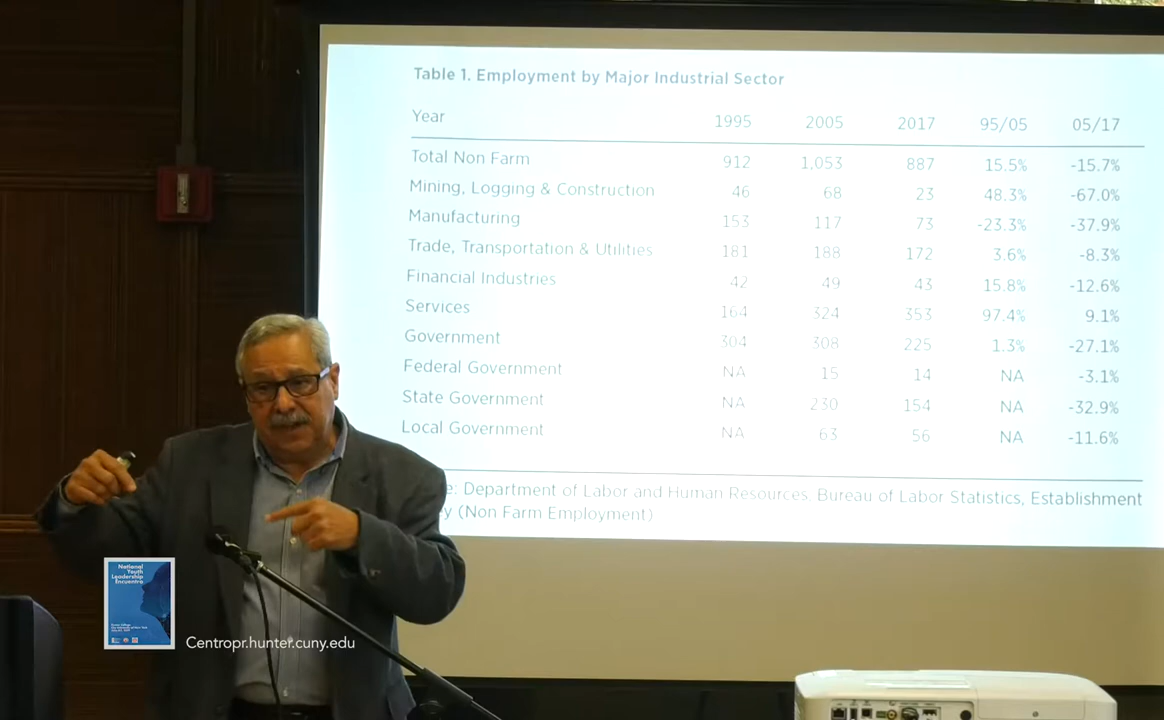 Table 1. Employment by Major Industrial Sector
Year 1995 2005 2017 95/05 05/17
Total Non Farm 912 1,053 887 15.5% -15.7%
Mining, Logging & Construction 46 68 23 48.3% -67.0%
Manufacturing 153 117 73 -23.3% -37.9%
Trade, Transportation & Utilities 181 188 172 3.6% -8.3%
Financial Industries 42 49 43 15.8% -12.6%
Services 164 324 353 97.4% 9.1%
Government 304 308 225 1.3% -27.1%
Federal Government NA 15 14 NA -3.1%
State Government NA 230 154 NA -32.9%
Local Government NA 63 56 NA -11.6%
e: Department of Labor and Human Resources. Bureau of Labor Statistics, Establishment
y (Non Farm Employment)
National
Youth
Leadership
Encuentro
Centropr.hunter.cuny.edu